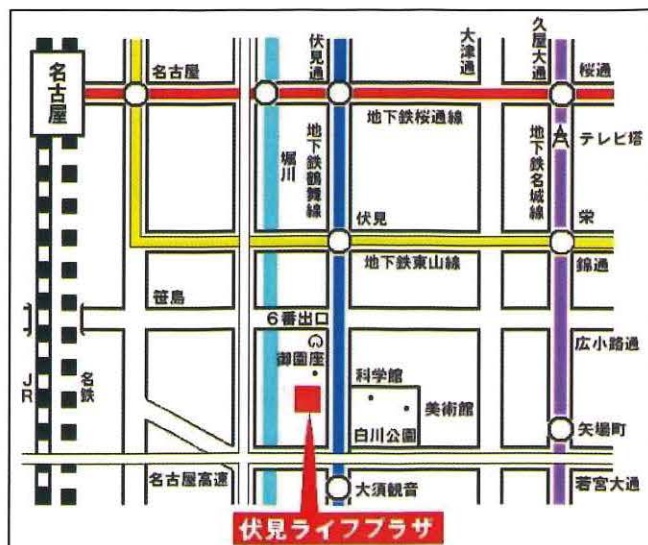 名古屋
名古屋
伏見通
大津通
久屋大通
桜通
地下鉄桜通線
テレビ塔
堀川
地下鉄鶴舞線
地下鉄名城線
伏見
栄
地下鉄東山線
錦通
笹島
6番出口
御園座
広小路通
JR
名鉄
科学館
美術館
白川公園
矢場町
名古屋高速
大須観音
若宮大通
伏見ライフプラザ